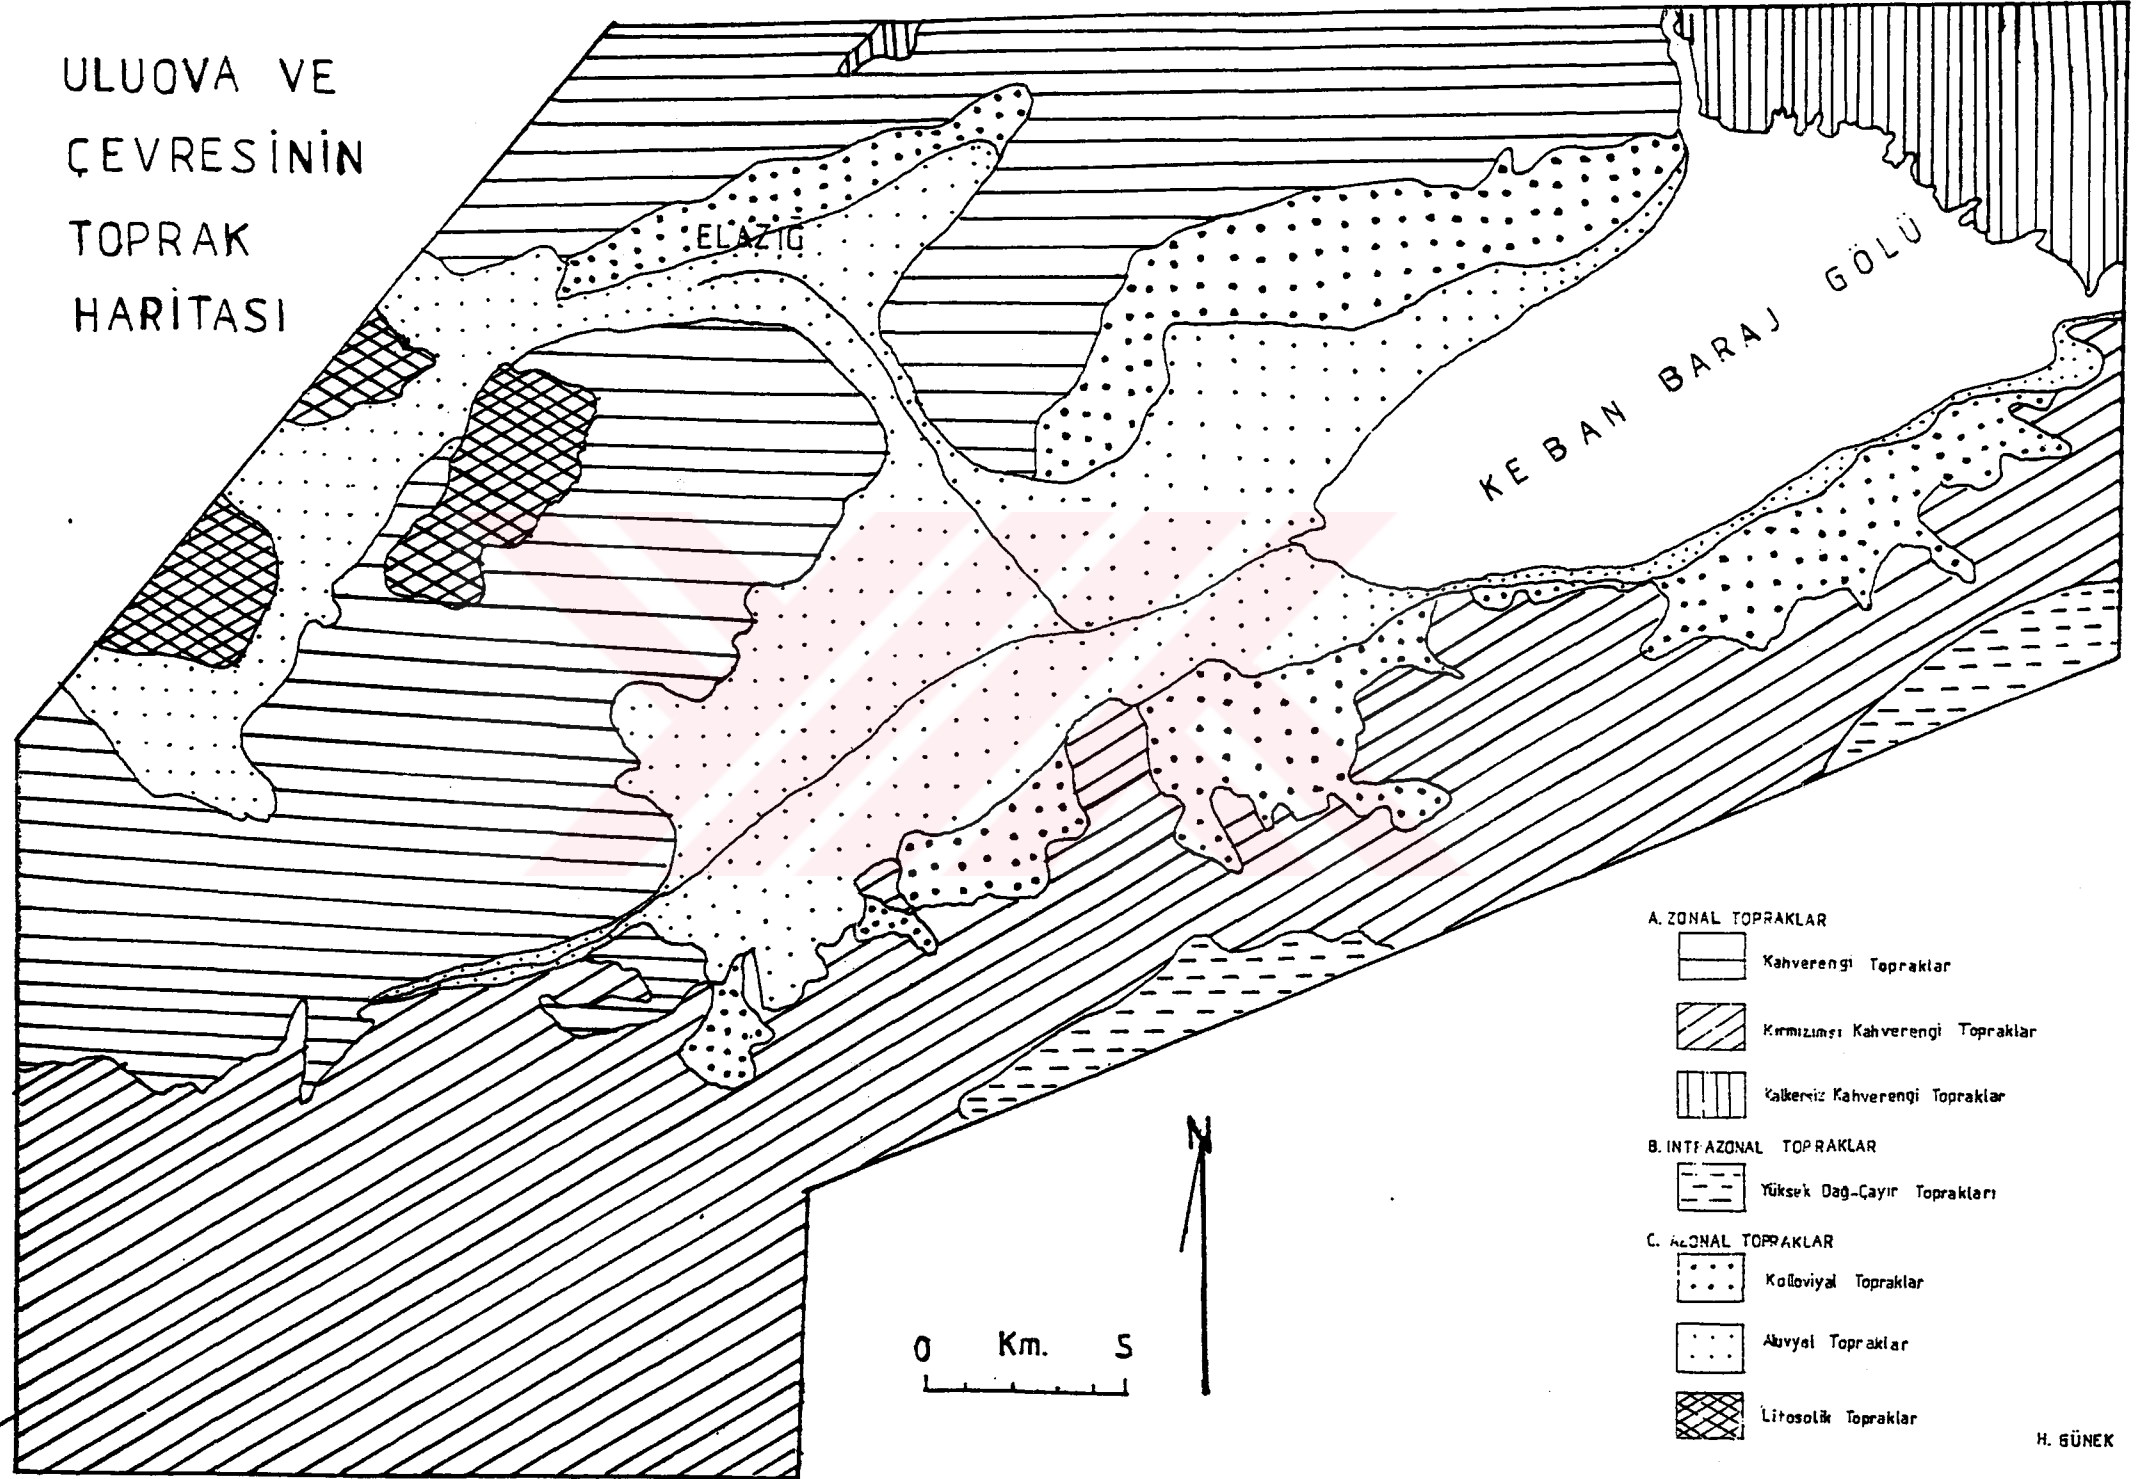 ULUOVA VE
ÇEVRESİNİN
TOPRAK
HARİTASI
ELAZIĞ
KEBAN BARAJ GÖLÜ
A. ZONAL TOPRAKLAR
Kahverengi Topraklar
Kırmızımsı Kahverengi Topraklar
Kalkersiz Kahverengi Topraklar
B. INTRAZONAL TOPRAKLAR
Yüksek Dağ-Çayır Toprakları
C. AZONAL TOPRAKLAR
Kolloviyal Topraklar
Aluvyal Topraklar
Litosolik Topraklar
N
0 Km. 5
H. GÜNEK